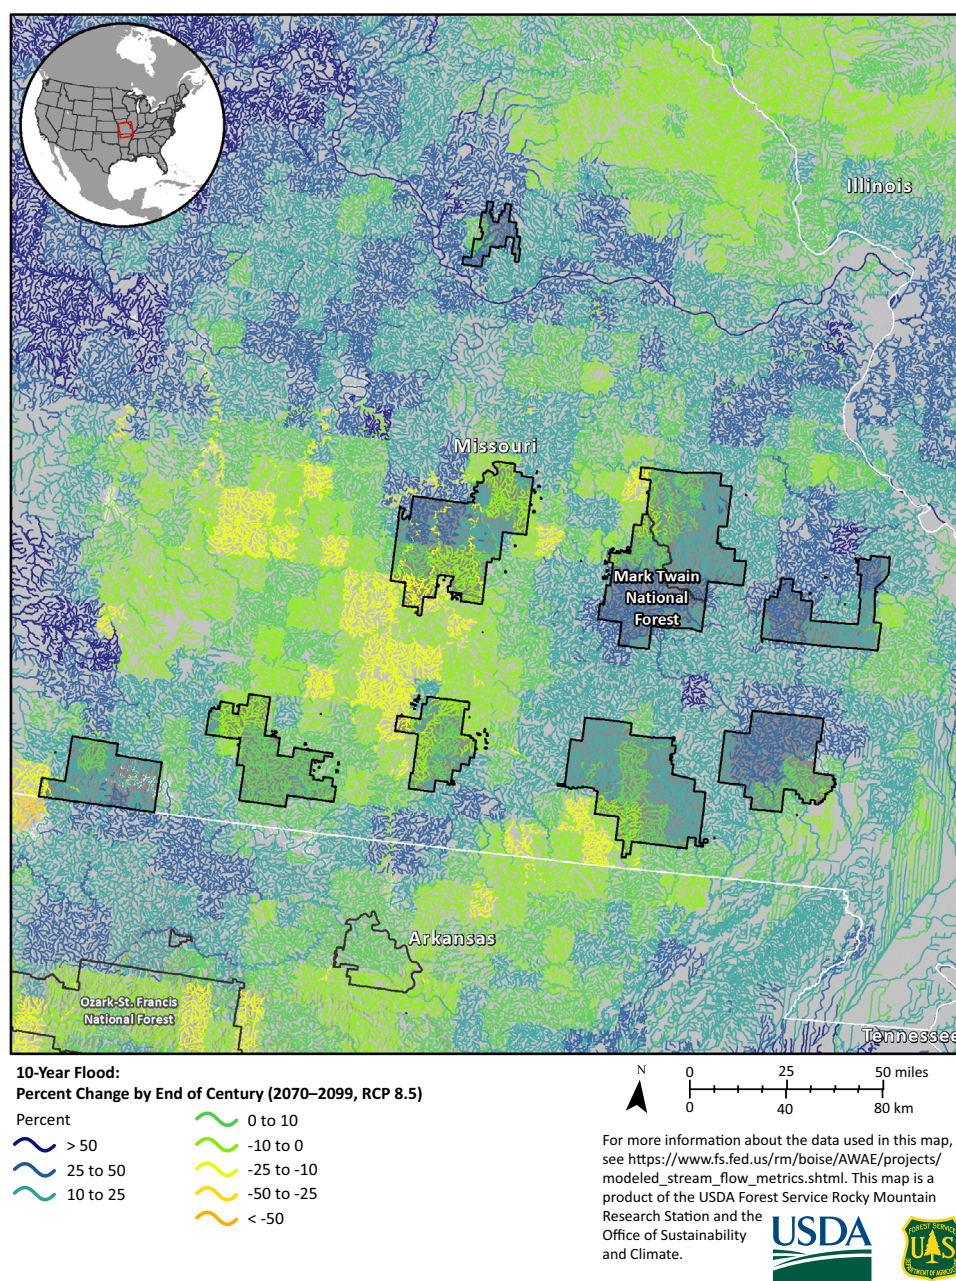 Illinois
Missouri
Mark Twain
National
Forest
Arkansas
Ozark-St. Francis
National Forest
Tennessee
10-Year Flood:
Percent Change by End of Century (2070–2099, RCP 8.5)
Percent
> 50
25 to 50
10 to 25
0 to 10
-10 to 0
-25 to -10
-50 to -25
< -50
N
0 25 50 miles
0 40 80 km
For more information about the data used in this map,
see https://www.fs.fed.us/rm/boise/AWAE/projects/
modeled_stream_flow_metrics.shtml. This map is a
product of the USDA Forest Service Rocky Mountain
Research Station and the
Office of Sustainability
and Climate.
USDA
FOREST SERVICE
U S
DEPARTMENT OF AGRICULTURE